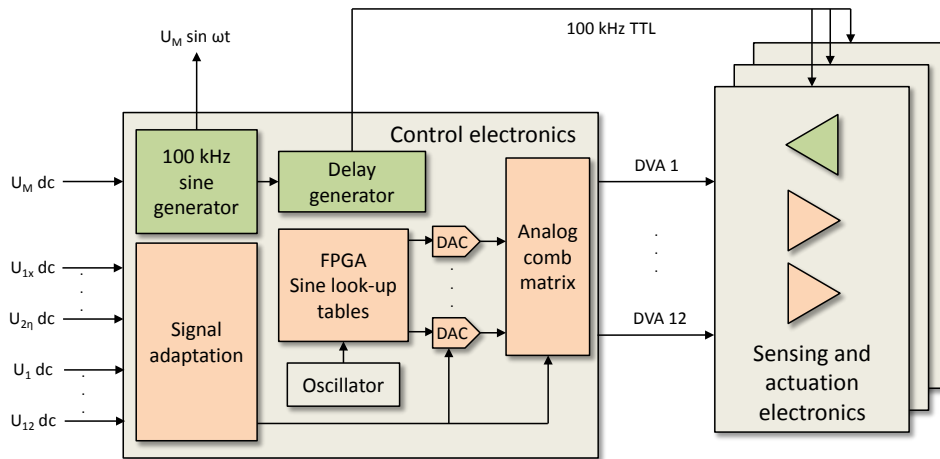 U_M sin ωt
100 kHz TTL
Control electronics
100 kHz
sine
generator
Delay
generator
U_M dc
DVA 1
U_1x dc
FPGA
Sine look-up
tables
DAC
Analog
comb
matrix
U_2η dc
Signal
adaptation
DAC
DVA 12
U_1 dc
Oscillator
U_12 dc
Sensing and
actuation
electronics